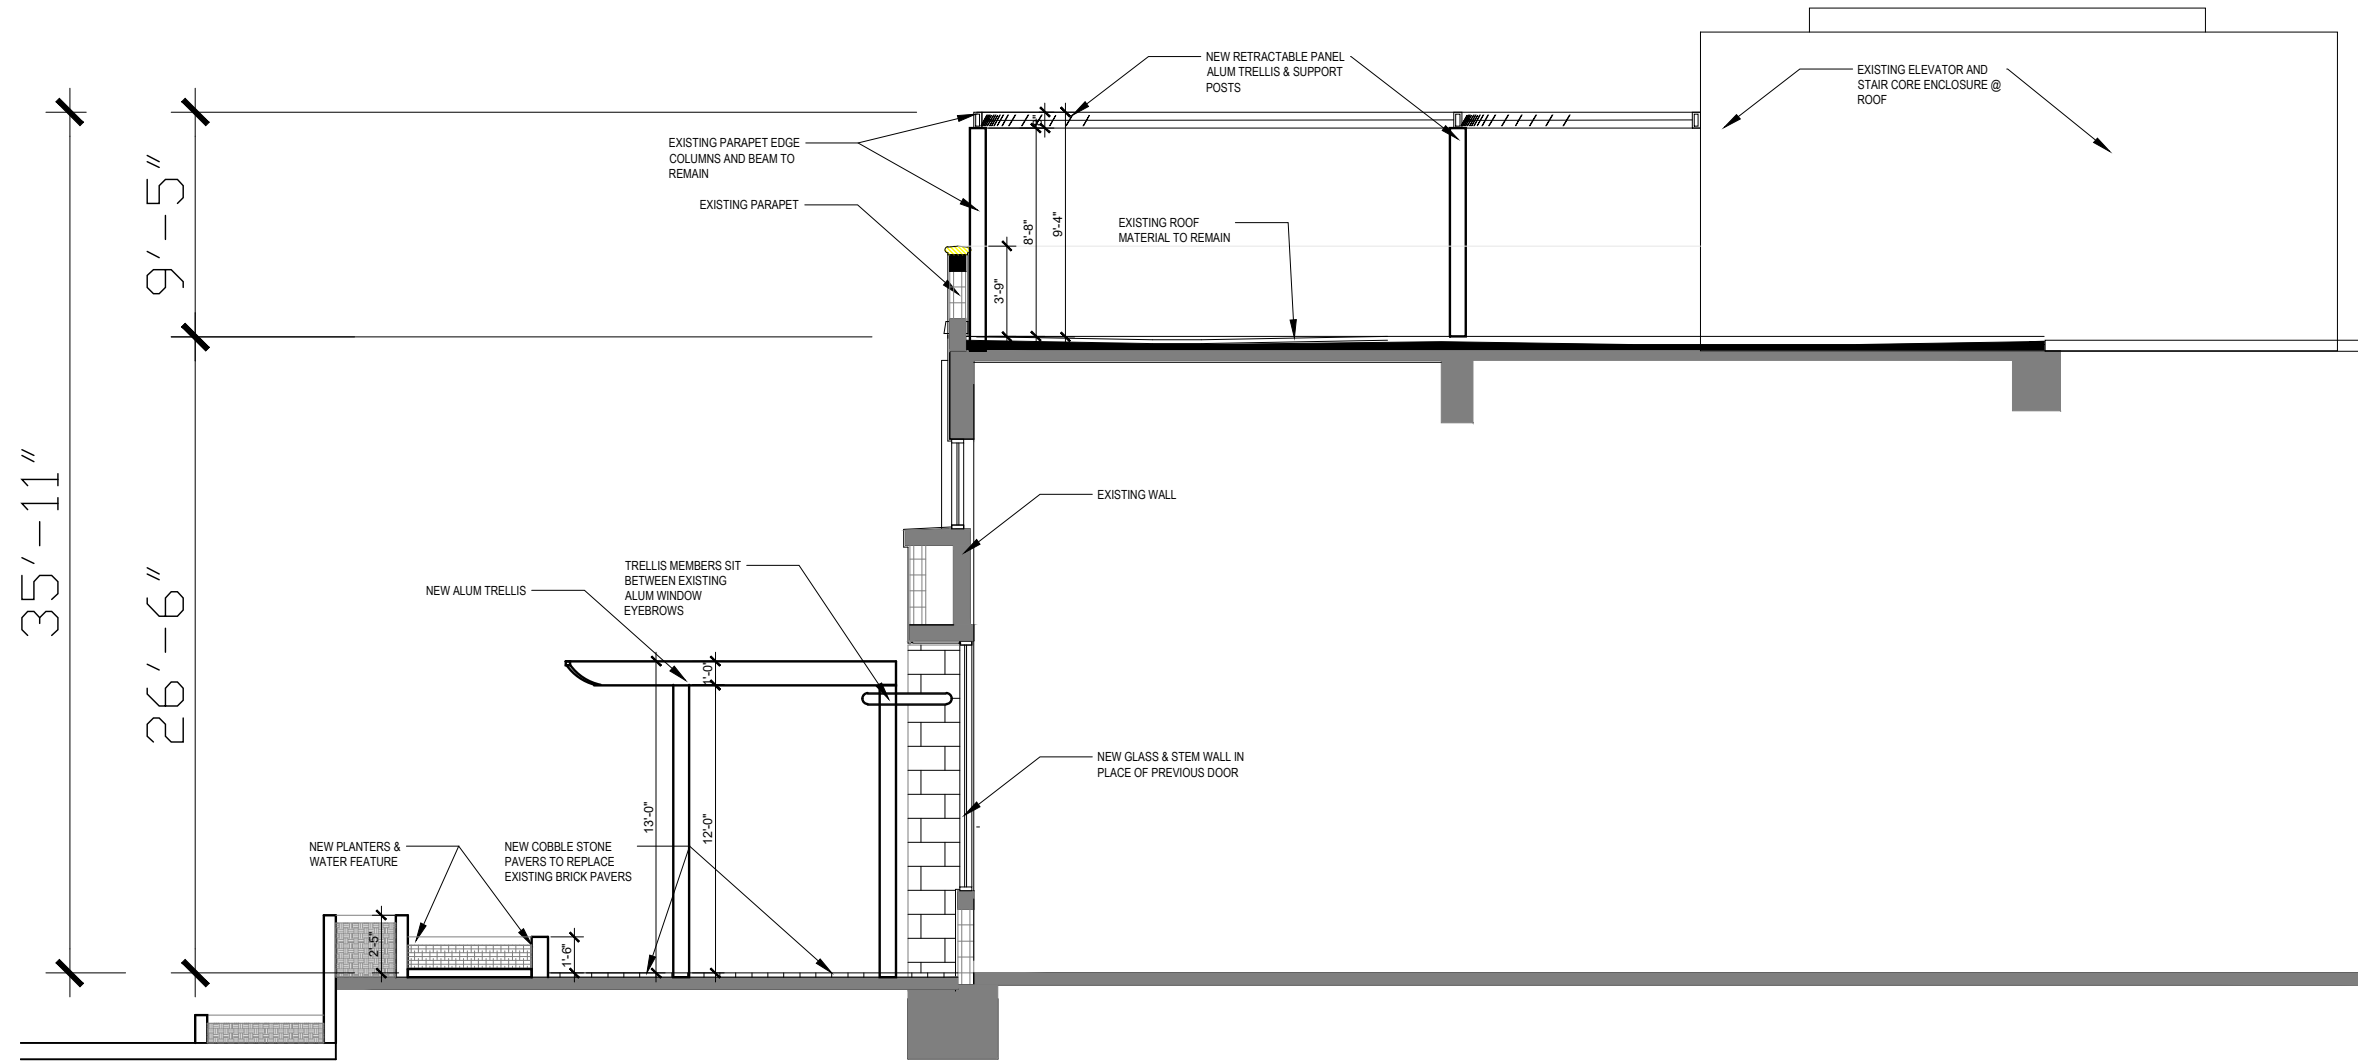 NEW RETRACTABLE PANEL
ALUM TRELLIS & SUPPORT
POSTS
EXISTING ELEVATOR AND
STAIR CORE ENCLOSURE @
ROOF
EXISTING PARAPET EDGE
COLUMNS AND BEAM TO
REMAIN
EXISTING PARAPET
9'-5"
8'-8"
9'-4"
3'-9"
EXISTING ROOF
MATERIAL TO REMAIN
35'-11"
26'-6"
EXISTING WALL
TRELLIS MEMBERS SIT
BETWEEN EXISTING
ALUM WINDOW
EYEBROWS
NEW ALUM TRELLIS
1'-0"
13'-0"
12'-0"
NEW GLASS & STEM WALL IN
PLACE OF PREVIOUS DOOR
NEW PLANTERS &
WATER FEATURE
NEW COBBLE STONE
PAVERS TO REPLACE
EXISTING BRICK PAVERS
2'-5"
1'-6"